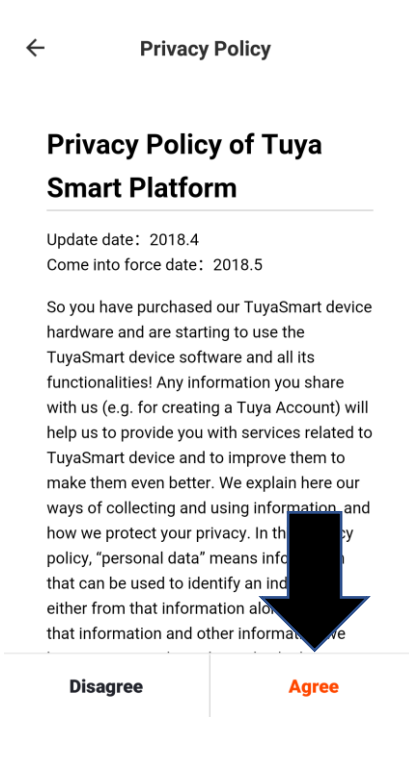 Privacy Policy
Privacy Policy of Tuya
Smart Platform
Update date：2018.4
Come into force date：2018.5
So you have purchased our TuyaSmart device
hardware and are starting to use the
TuyaSmart device software and all its
functionalities! Any information you share
with us (e.g. for creating a Tuya Account) will
help us to provide you with services related to
TuyaSmart device and to improve them to
make them even better. We explain here our
ways of collecting and using information, and
how we protect your privacy. In
policy, “personal data” means
that can be used to identify an
either from that information
that information and other
Disagree
Agree